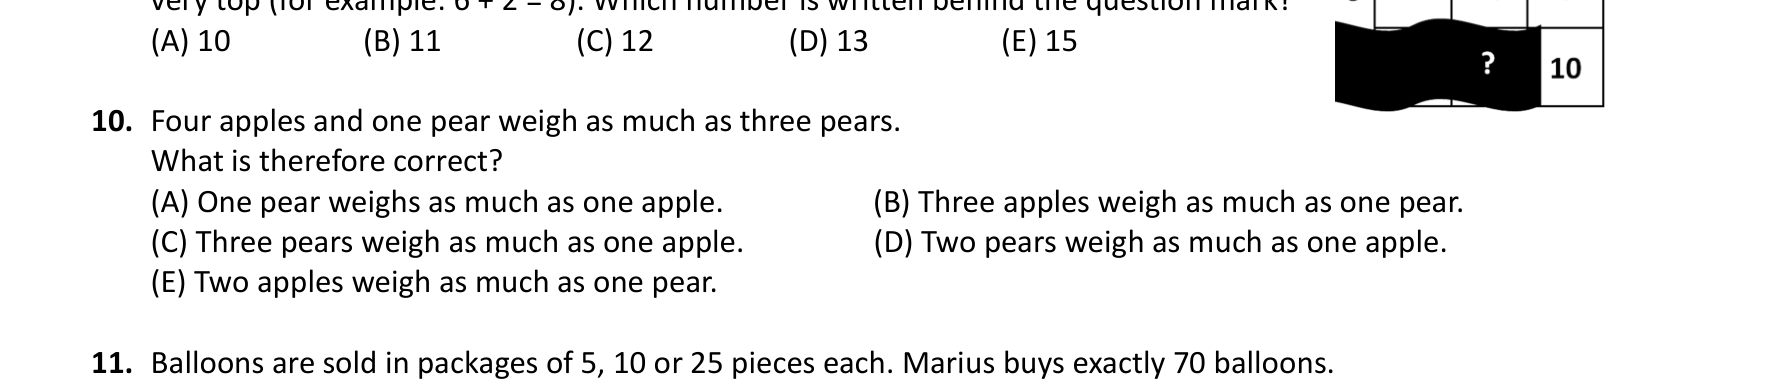 very top (for example: 6 + 2 = 8). Which number is written behind the question mark?
(A) 10 (B) 11 (C) 12 (D) 13 (E) 15
? 10
10. Four apples and one pear weigh as much as three pears.
What is therefore correct?
(A) One pear weighs as much as one apple. (B) Three apples weigh as much as one pear.
(C) Three pears weigh as much as one apple. (D) Two pears weigh as much as one apple.
(E) Two apples weigh as much as one pear.
11. Balloons are sold in packages of 5, 10 or 25 pieces each. Marius buys exactly 70 balloons.